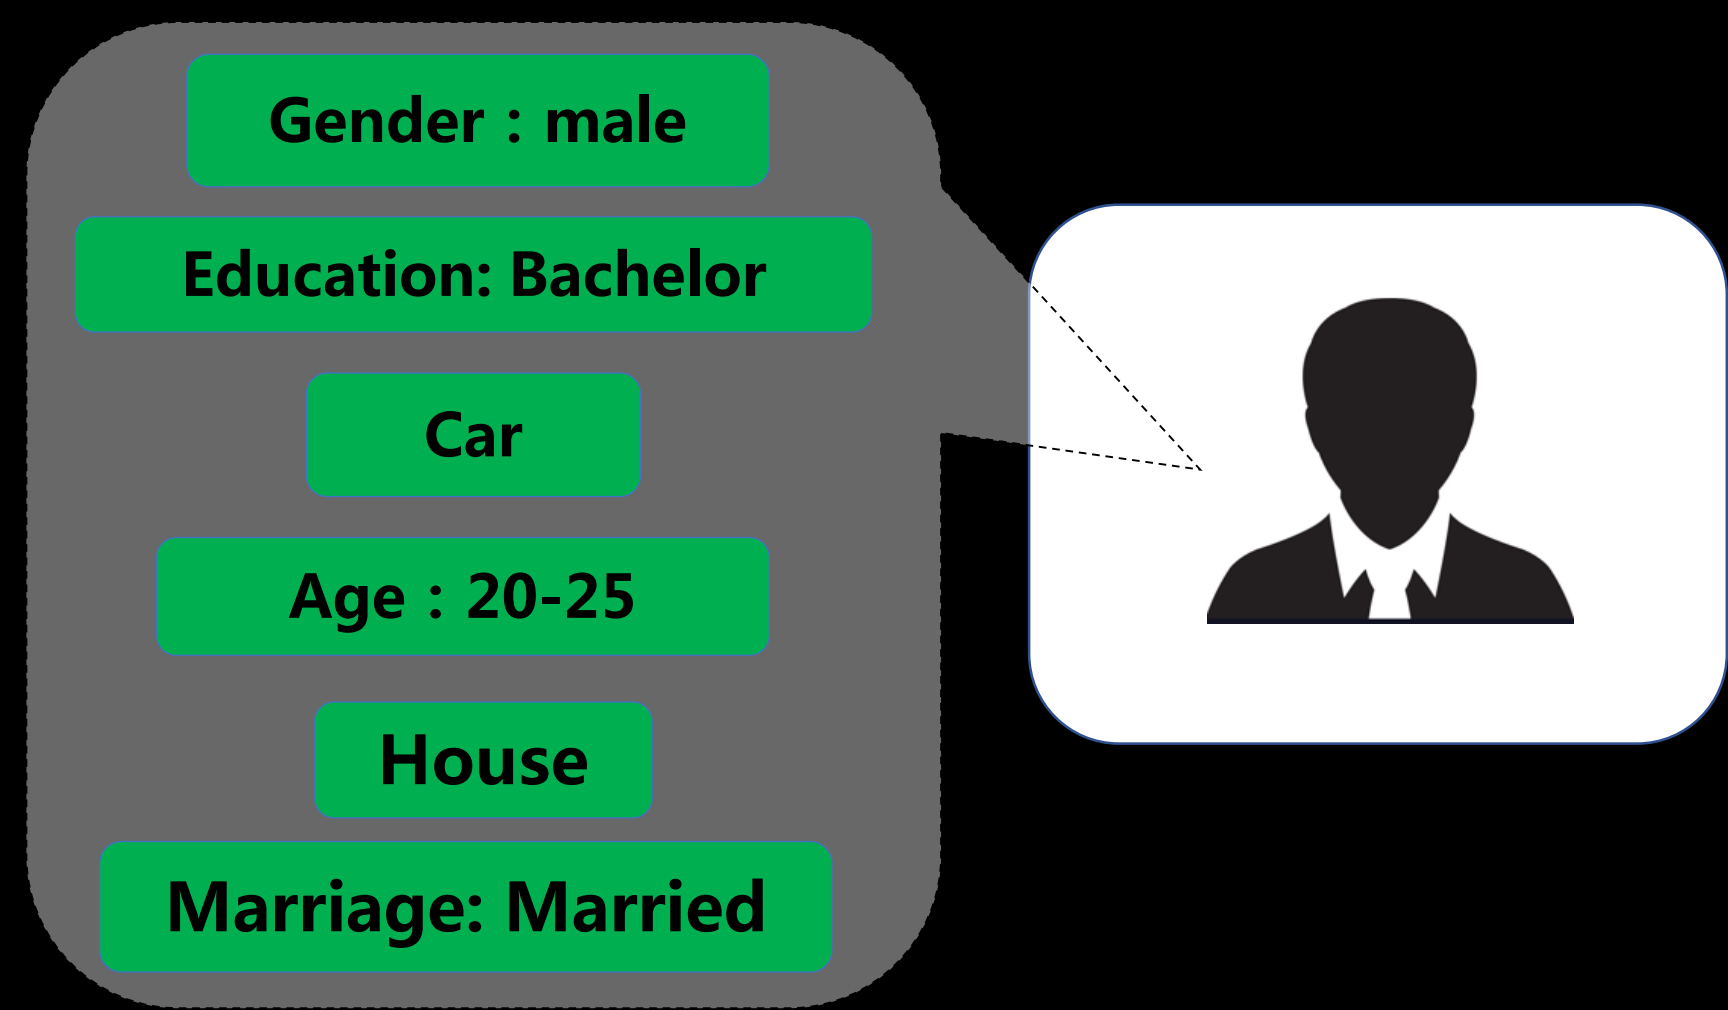 Gender：male
Education: Bachelor
Car
Age：20-25
House
Marriage: Married